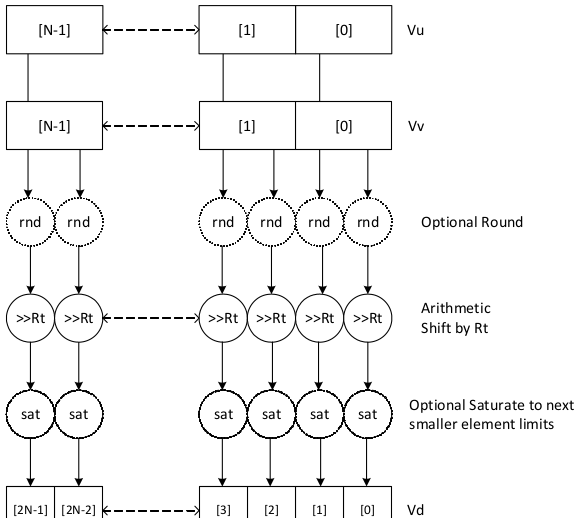 [N-1] [1] [0] Vu
[N-1] [1] [0] Vv
rnd rnd rnd rnd rnd rnd Optional Round
>>Rt >>Rt >>Rt >>Rt >>Rt >>Rt Arithmetic
Shift by Rt
sat sat sat sat sat sat Optional Saturate to next
smaller element limits
[2N-1] [2N-2] [3] [2] [1] [0] Vd